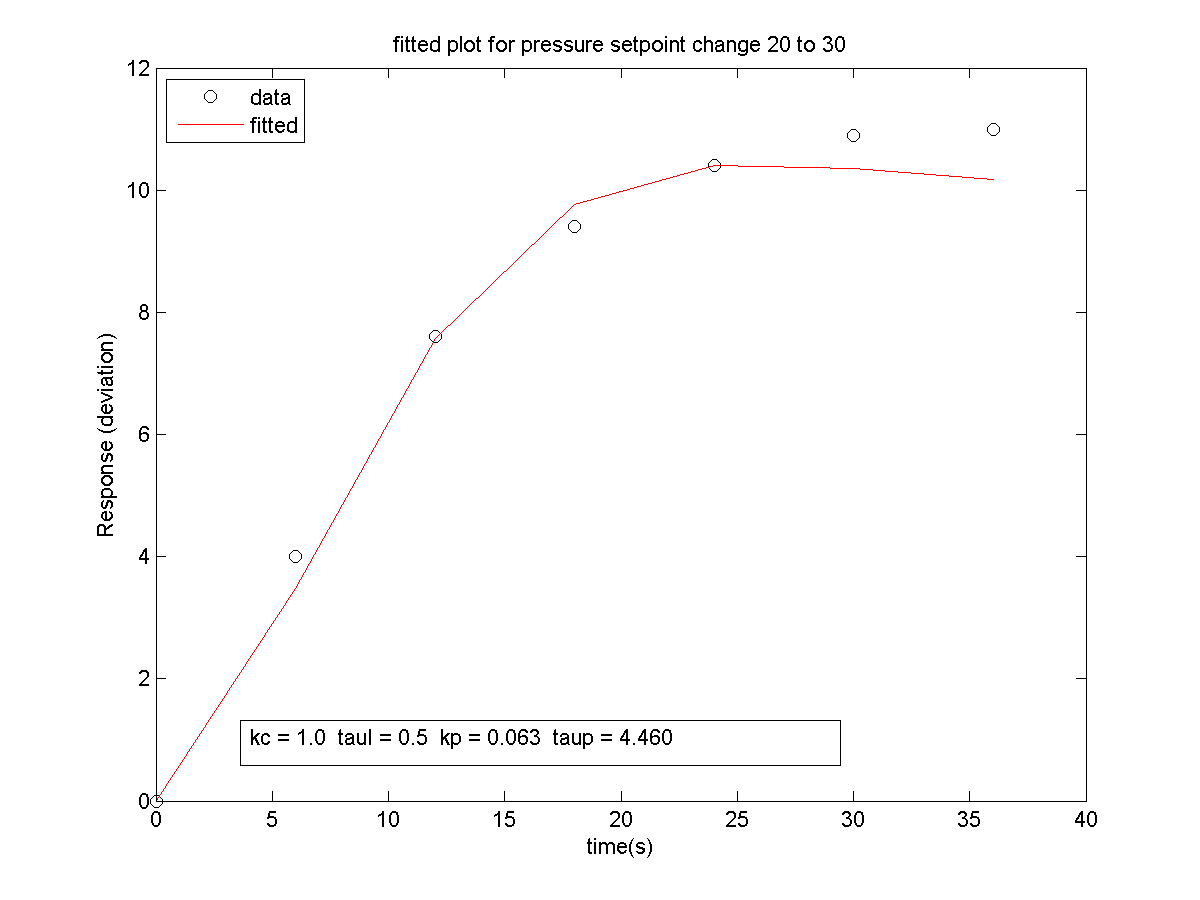 fitted plot for pressure setpoint change 20 to 30
data
fitted
12
10
8
6
4
2
0
Response (deviation)
kc = 1.0 tauI = 0.5 kp = 0.063 taup = 4.460
0 5 10 15 20 25 30 35 40
time(s)